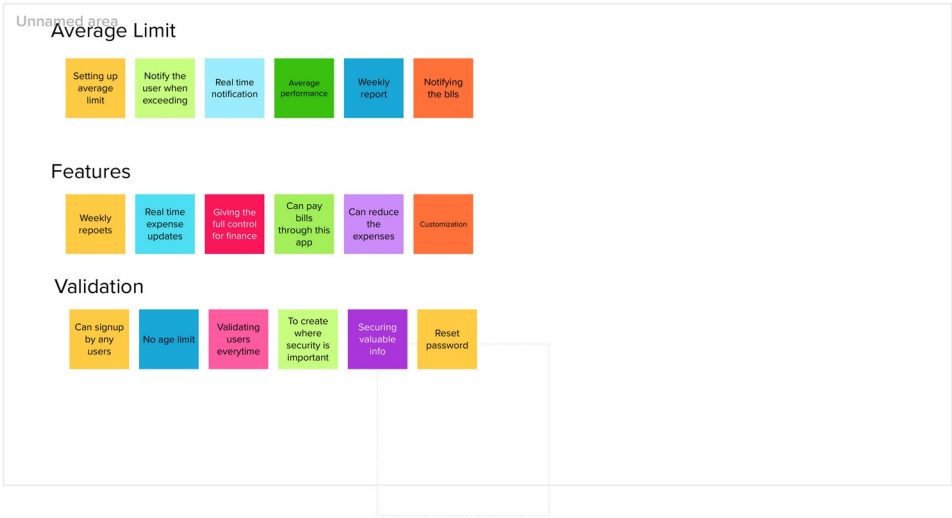 Unnamed area
Average Limit
Setting up
average
limit
Notify the
user when
exceeding
Real time
notification
Average
performance
Weekly
report
Notifying
the blls
Features
Weekly
repoets
Real time
expense
updates
Giving the
full control
for finance
Can pay
bills
through this
app
Can reduce
the
expenses
Customization
Validation
Can signup
by any
users
No age limit
Validating
users
everytime
To create
where
security is
important
Securing
valuable
info
Reset
password